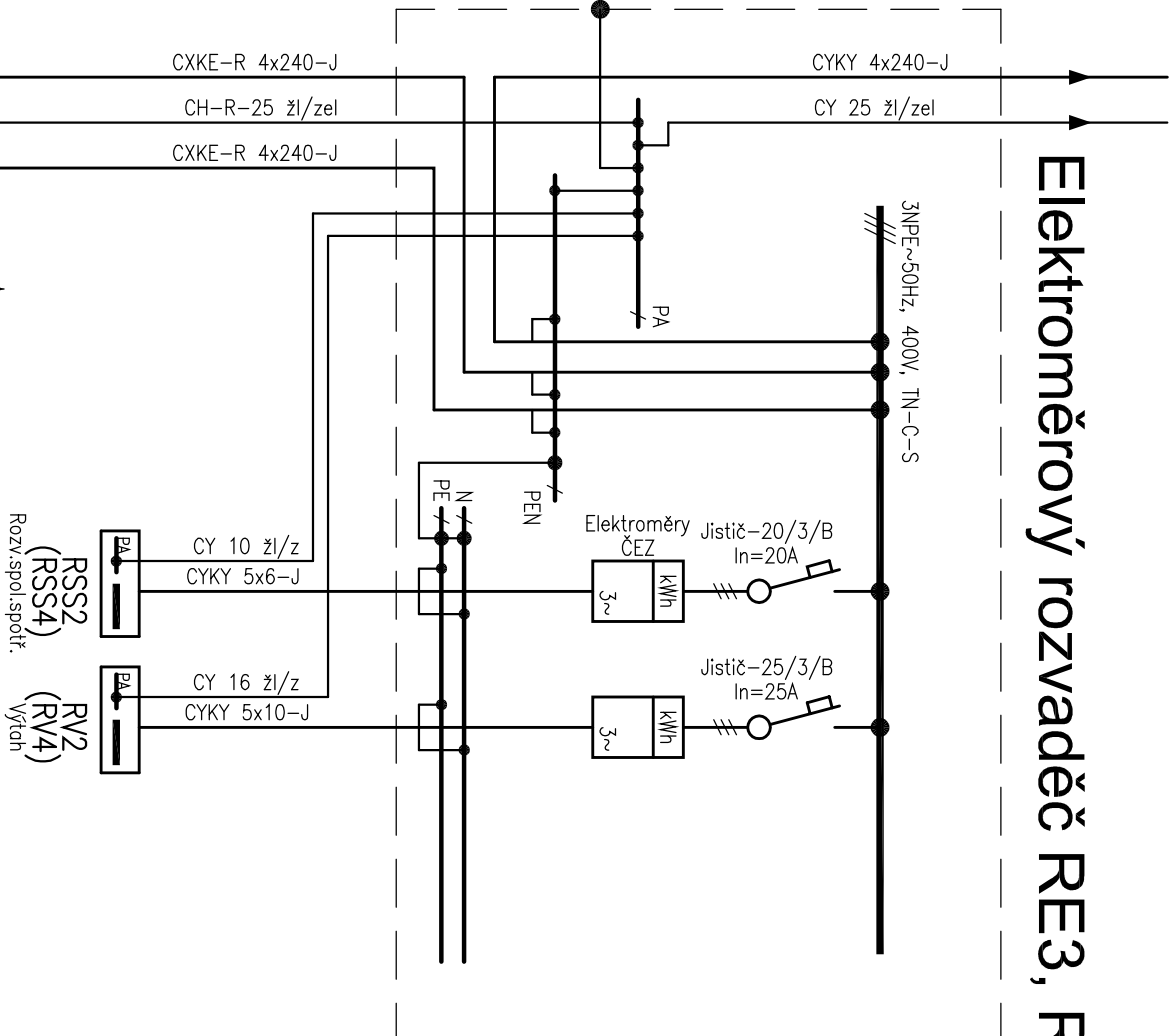 CXKE-R 4x240-J
CYKY 4x240-J
CH-R-25 žl/zel
CY 25 žl/zel
CXKE-R 4x240-J
Elektroměrový rozvaděč RE3,
3NPE~50Hz, 400V, TN-C-S
PA
PEN
PE
N
Elektroměry
ČEZ
Jistič-20/3/B
In=20A
kWh
3~
CY 10 žl/z
CYKY 5x6-J
PA
RSS2
(RSS4)
Rozv.spol.spotř.
Jistič-25/3/B
In=25A
kWh
3~
CY 16 žl/z
CYKY 5x10-J
PA
RV2
(RV4)
Výtah